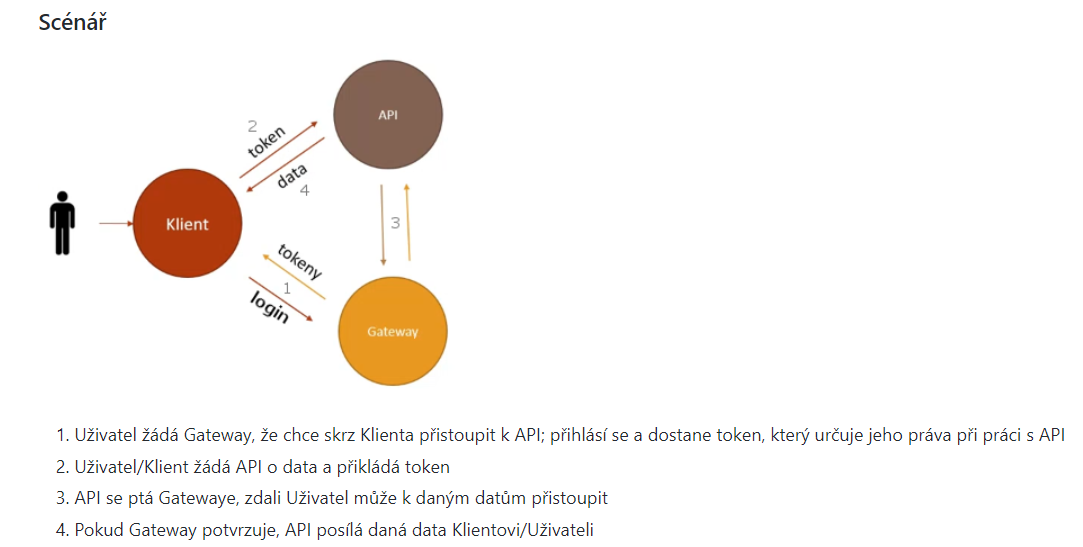 Scénář
API
2
token
data
4
Klient
3
tokeny
1
login
Gateway
1. Uživatel žádá Gateway, že chce skrz Klienta přistoupit k API; přihlásí se a dostane token, který určuje jeho práva při práci s API
2. Uživatel/Klient žádá API o data a přikládá token
3. API se ptá Gatewaye, zdali Uživatel může k daným datům přistoupit
4. Pokud Gateway potvrzuje, API posílá daná data Klientovi/Uživateli